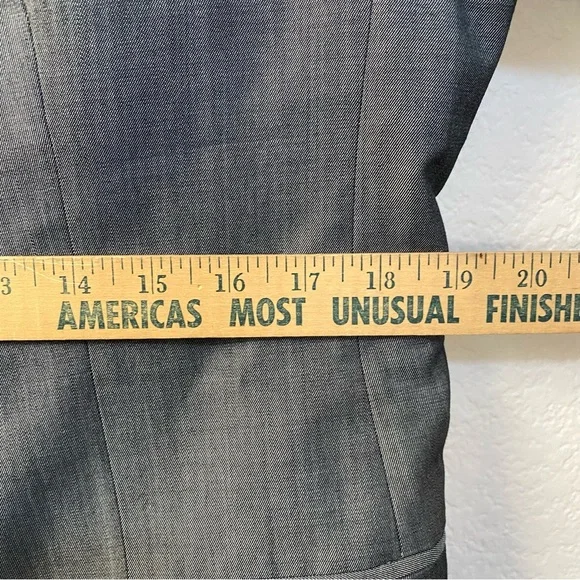 3 14 15 16 17 18 19 20
AMERICAS MOST UNUSUAL FINISHE